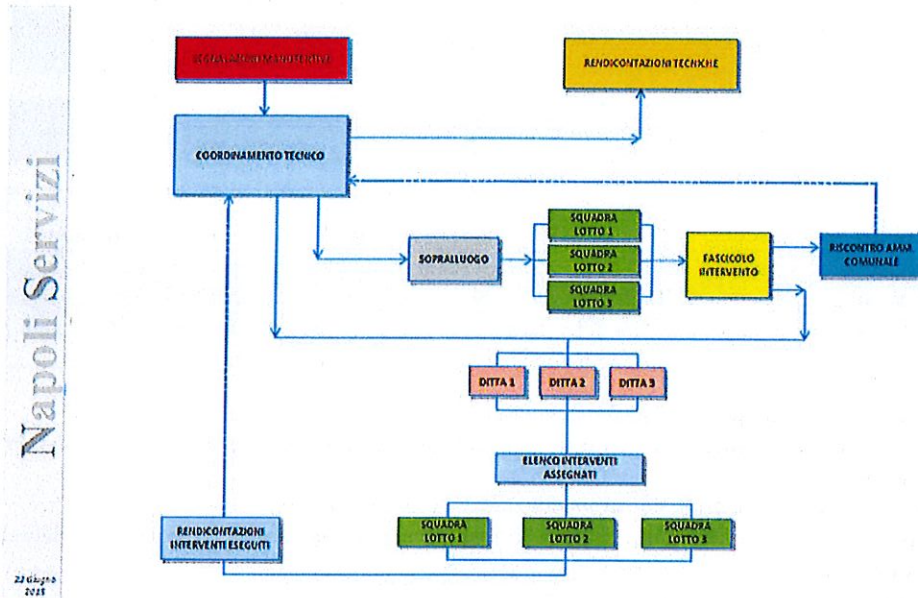 Napoli Servizi
RENDICONTAZIONI TECNICHE
COORDINAMENTO TECNICO
SOPRALLUOGO
SQUADRA
LOTTO 1
SQUADRA
LOTTO 2
SQUADRA
LOTTO 3
FASCICOLO
INTERVENTO
RISCONTRO AMM.
COMUNALE
DITTA 1
DITTA 2
DITTA 3
ELENCO INTERVENTI
ASSEGNATI
RENDICONTAZIONI
INTERVENTI ESEGUITI
SQUADRA
LOTTO 1
SQUADRA
LOTTO 2
SQUADRA
LOTTO 3
Giugno